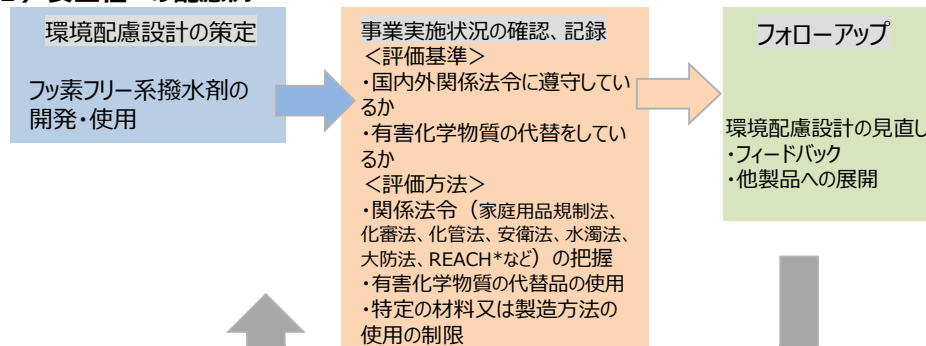 環境配慮設計の策定
フッ素フリー系撥水剤の
開発・使用
事業実施状況の確認、記録
＜評価基準＞
・国内外関係法令に遵守してい
るか
・有害化学物質の代替をしてい
るか
＜評価方法＞
・関係法令（家庭用品規制法、
化審法、化管法、安衛法、水濁法、
大防法、REACH*など）の把握
・有害化学物質の代替品の使用
・特定の材料又は製造方法の
使用の制限
フォローアップ
環境配慮設計の見直し
・フィードバック
・他製品への展開